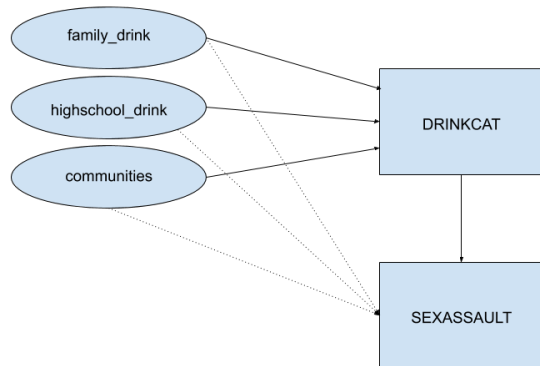 family_drink
highschool_drink
DRINKCAT
communities
SEXASSAULT